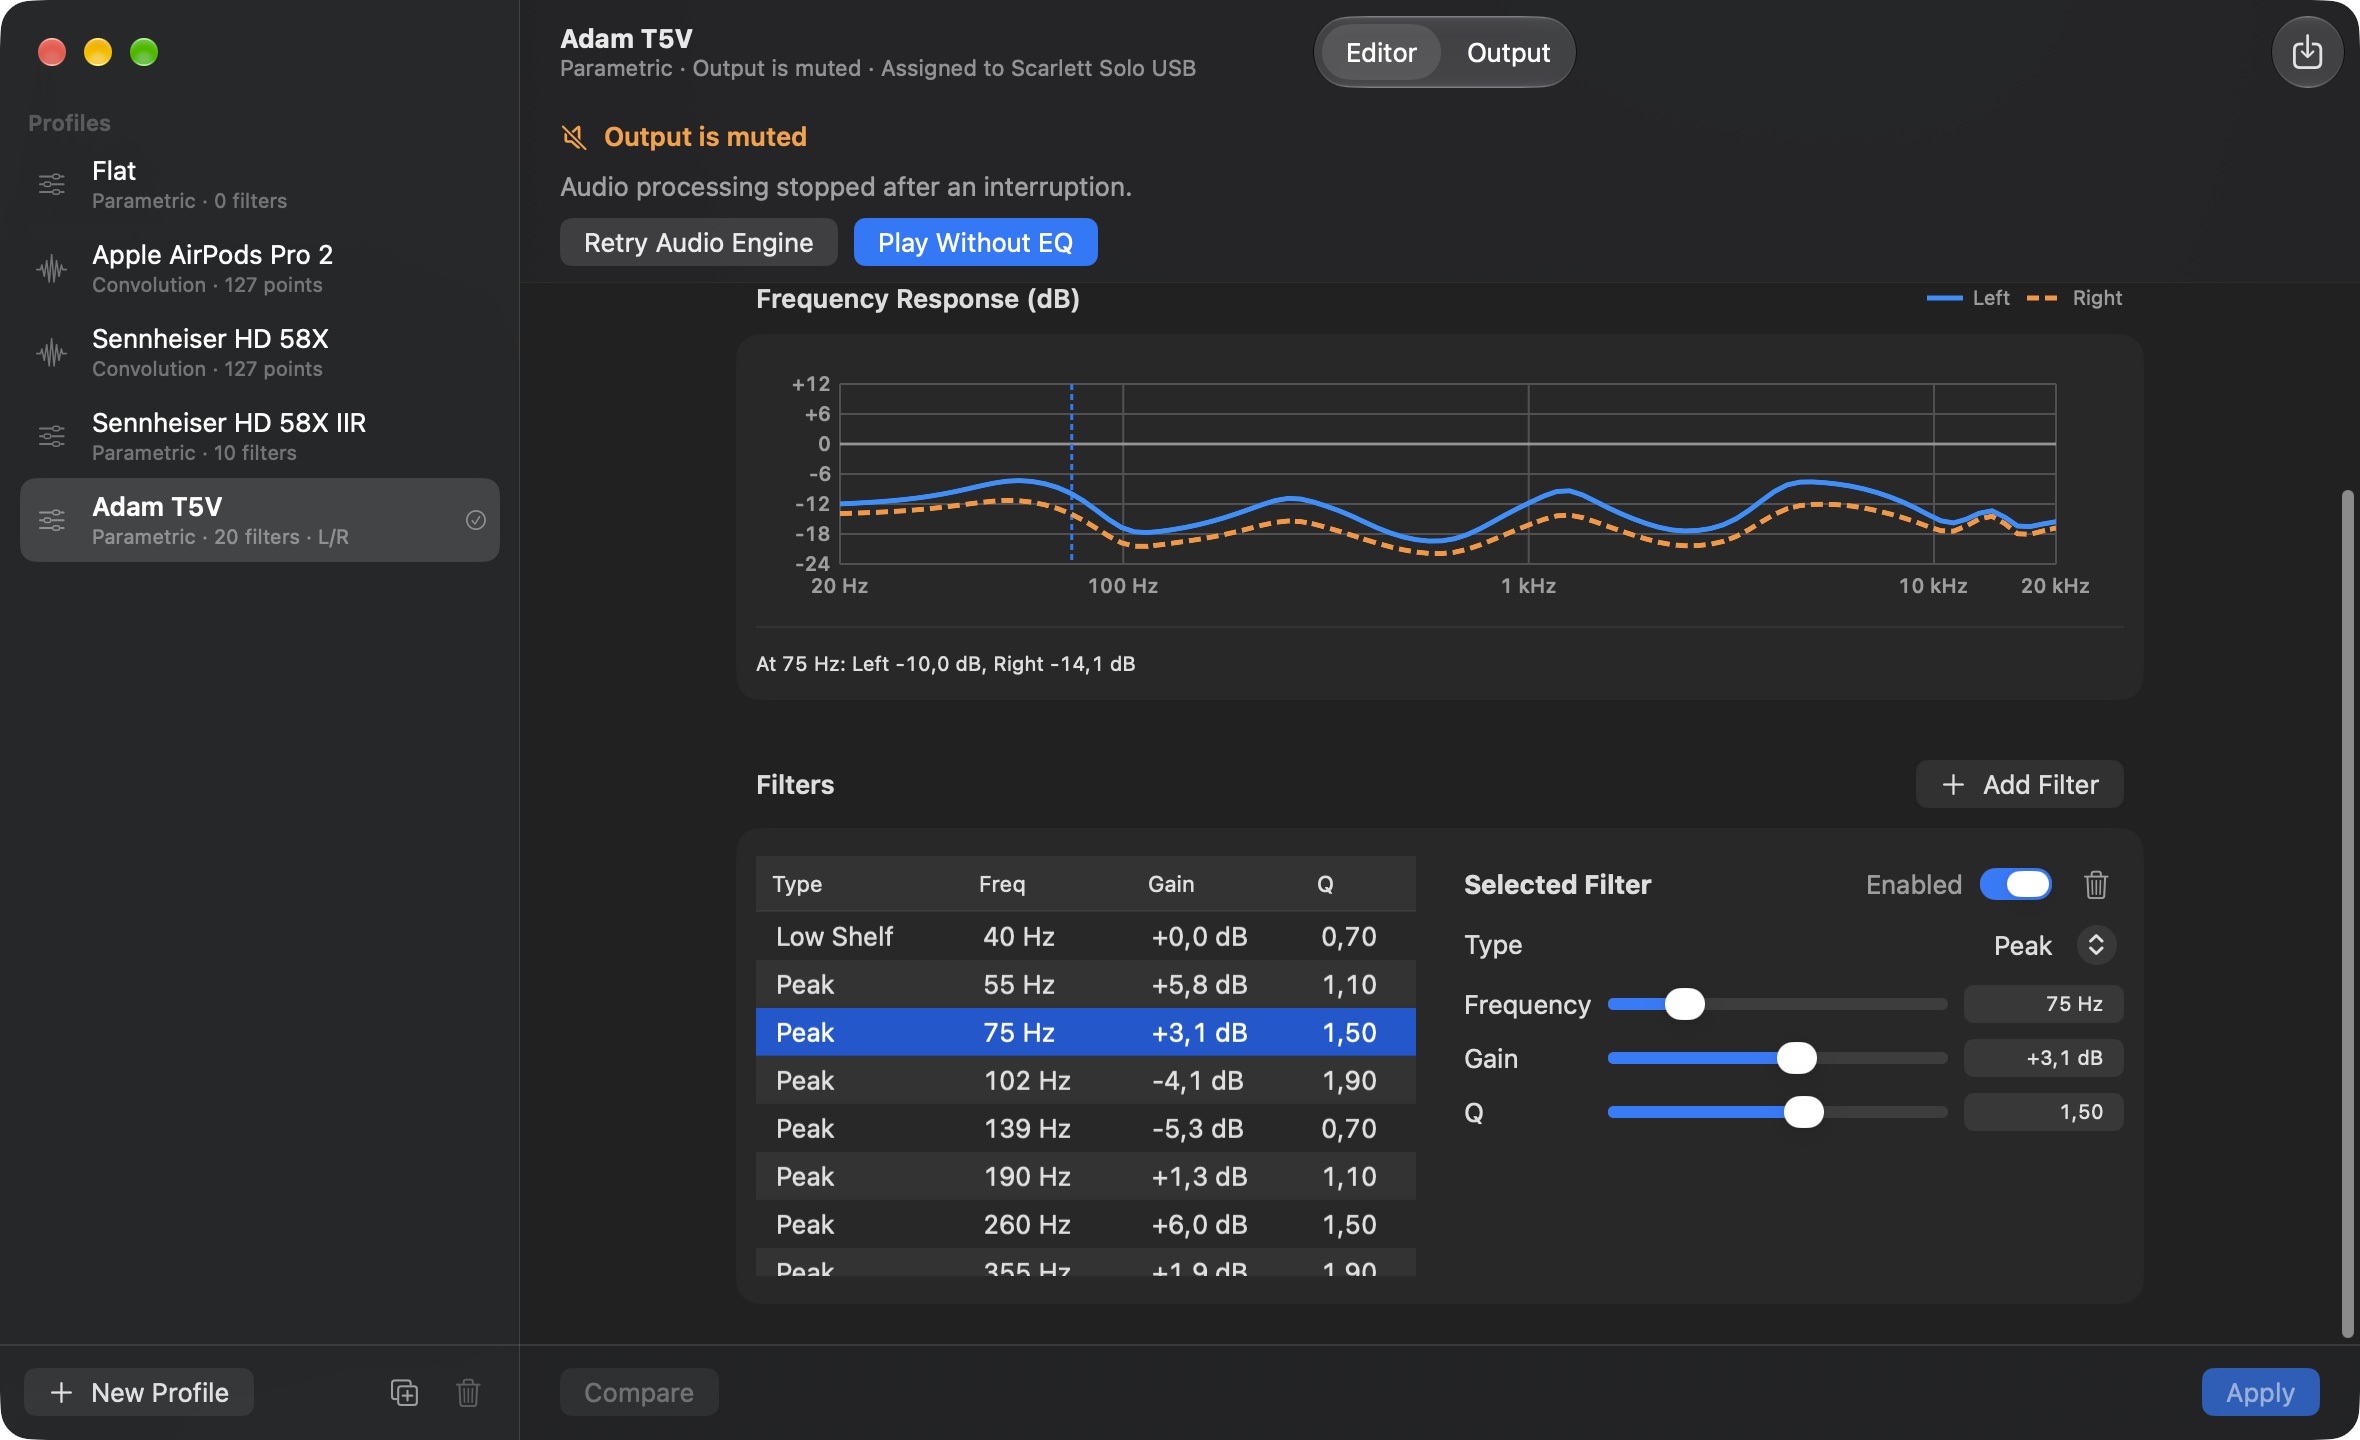 Profiles
Flat
Parametric · 0 filters
Apple AirPods Pro 2
Convolution · 127 points
Sennheiser HD 58X
Convolution · 127 points
Sennheiser HD 58X IIR
Parametric · 10 filters
Adam T5V
Parametric · 20 filters · L/R
New Profile
Adam T5V
Parametric · Output is muted · Assigned to Scarlett Solo USB
Editor
Output
Output is muted
Audio processing stopped after an interruption.
Retry Audio Engine
Play Without EQ
Frequency Response (dB)
Left
Right
+12
+6
0
-6
-12
-18
-24
20 Hz
100 Hz
1 kHz
10 kHz
20 kHz
At 75 Hz: Left -10,0 dB, Right -14,1 dB
Filters
Add Filter
Type Freq Gain Q
Low Shelf 40 Hz +0,0 dB 0,70
Peak 55 Hz +5,8 dB 1,10
Peak 75 Hz +3,1 dB 1,50
Peak 102 Hz -4,1 dB 1,90
Peak 139 Hz -5,3 dB 0,70
Peak 190 Hz +1,3 dB 1,10
Peak 260 Hz +6,0 dB 1,50
Peak 355 Hz +1,9 dB 1,90
Selected Filter
Enabled
Type
Peak
Frequency
75 Hz
Gain
+3,1 dB
Q
1,50
Compare
Apply